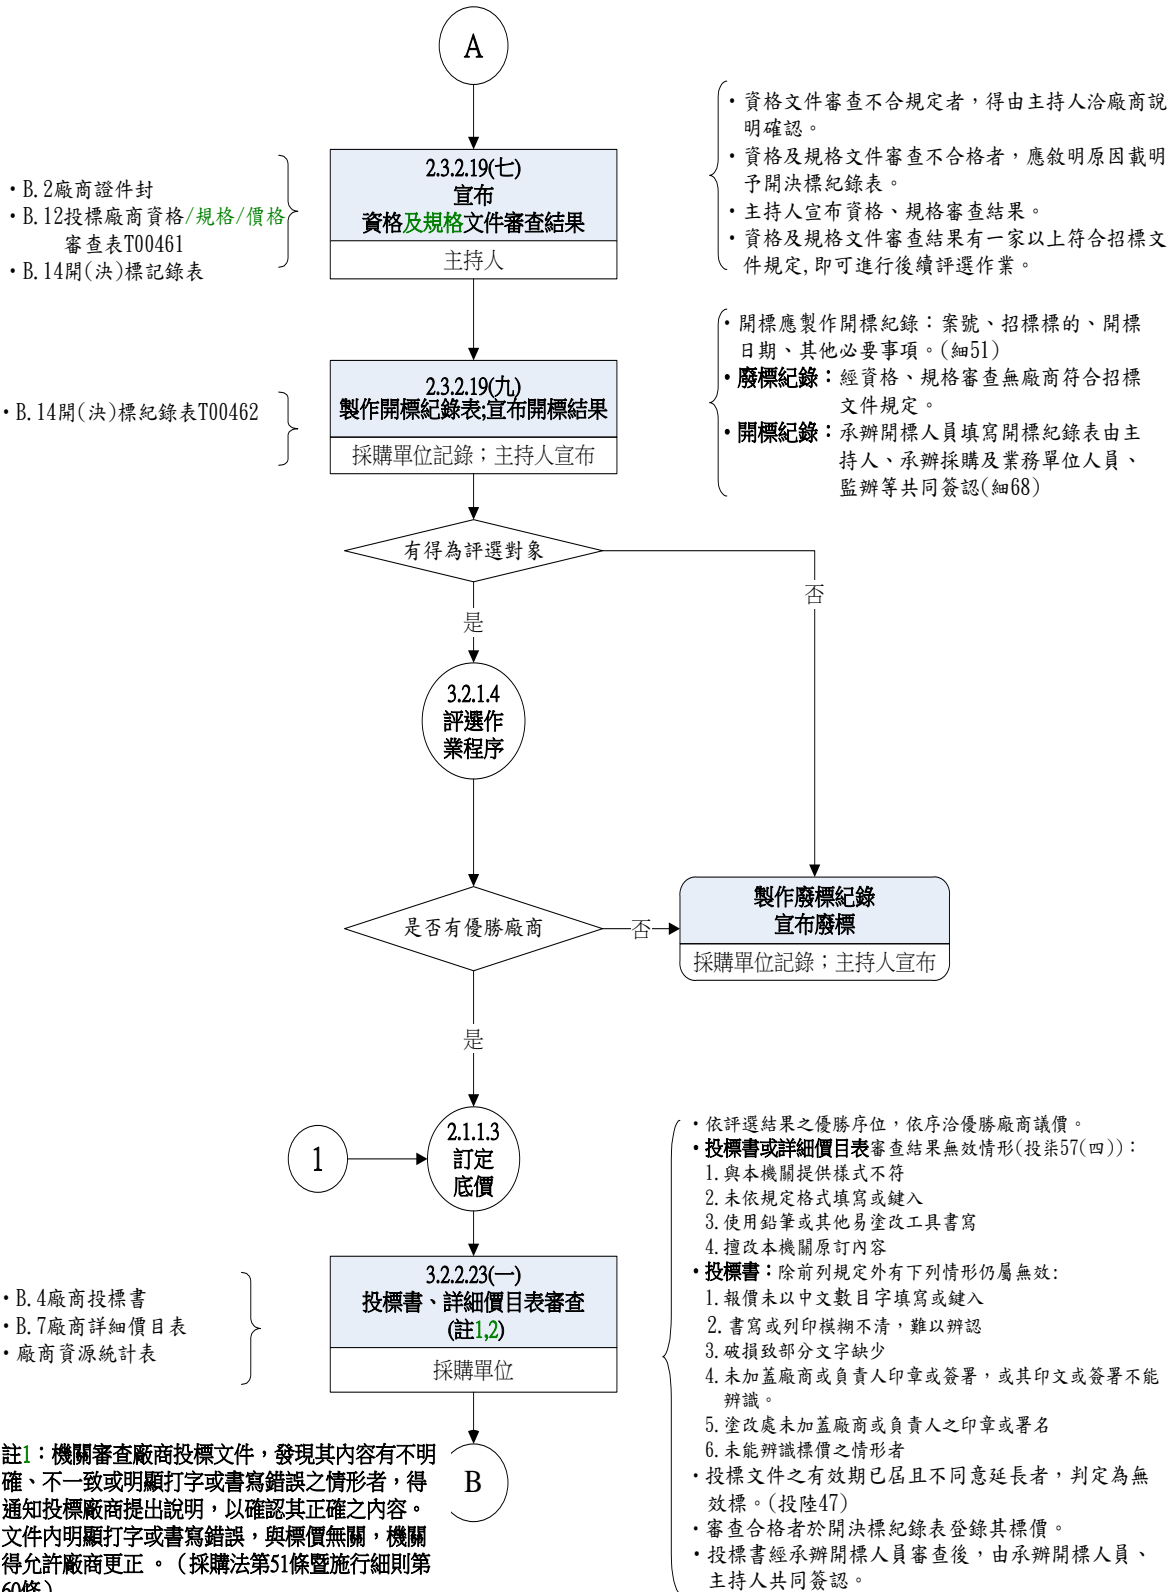 A
2.3.2.19(七)
宣布
資格及規格文件審查結果
主持人
・B.2廠商證件封
・B.12投標廠商資格/規格/價格
審查表T00461
・B.14開(決)標記錄表
・資格文件審查不合規定者，得由主持人洽廠商說
明確認。
・資格及規格文件審查不合格者，應敘明原因載明
予開決標紀錄表。
・主持人宣布資格、規格審查結果。
・資格及規格文件審查結果有一家以上符合招標文
件規定,即可進行後續評選作業。
2.3.2.19(九)
製作開標紀錄表;宣布開標結果
採購單位記錄；主持人宣布
・B.14開(決)標紀錄表T00462
・開標應製作開標紀錄：案號、招標標的、開標
日期、其他必要事項。(細51)
・廢標紀錄：經資格、規格審查無廠商符合招標
文件規定。
・開標紀錄：承辦開標人員填寫開標紀錄表由主
持人、承辦採購及業務單位人員、
監辦等共同簽認(細68)
有得為評選對象
否
是
3.2.1.4
評選作
業程序
是否有優勝廠商
否
製作廢標紀錄
宣布廢標
採購單位記錄；主持人宣布
是
1
2.1.1.3
訂定
底價
3.2.2.23(一)
投標書、詳細價目表審查
(註1,2)
採購單位
・B.4廠商投標書
・B.7廠商詳細價目表
・廠商資源統計表
・依評選結果之優勝序位，依序洽優勝廠商議價。
・投標書或詳細價目表審查結果無效情形(投柒57(四))：
1.與本機關提供樣式不符
2.未依規定格式填寫或鍵入
3.使用鉛筆或其他易塗改工具書寫
4.擅改本機關原訂內容
・投標書：除前列規定外有下列情形仍屬無效:
1.報價未以中文數目字填寫或鍵入
2.書寫或列印模糊不清，難以辨認
3.破損致部分文字缺少
4.未加蓋廠商或負責人印章或簽署，或其印文或簽署不能
辨識。
5.塗改處未加蓋廠商或負責人之印章或署名
6.未能辨識標價之情形者
・投標文件之有效期已屆且不同意延長者，判定為無
效標。(投陸47)
・審查合格者於開決標紀錄表登錄其標價。
・投標書經承辦開標人員審查後，由承辦開標人員、
主持人共同簽認。
B
註1：機關審查廠商投標文件，發現其內容有不明
確、不一致或明顯打字或書寫錯誤之情形者，得
通知投標廠商提出說明，以確認其正確之內容。
文件內明顯打字或書寫錯誤，與標價無關，機關
得允許廠商更正 。（採購法第51條暨施行細則第
60條）